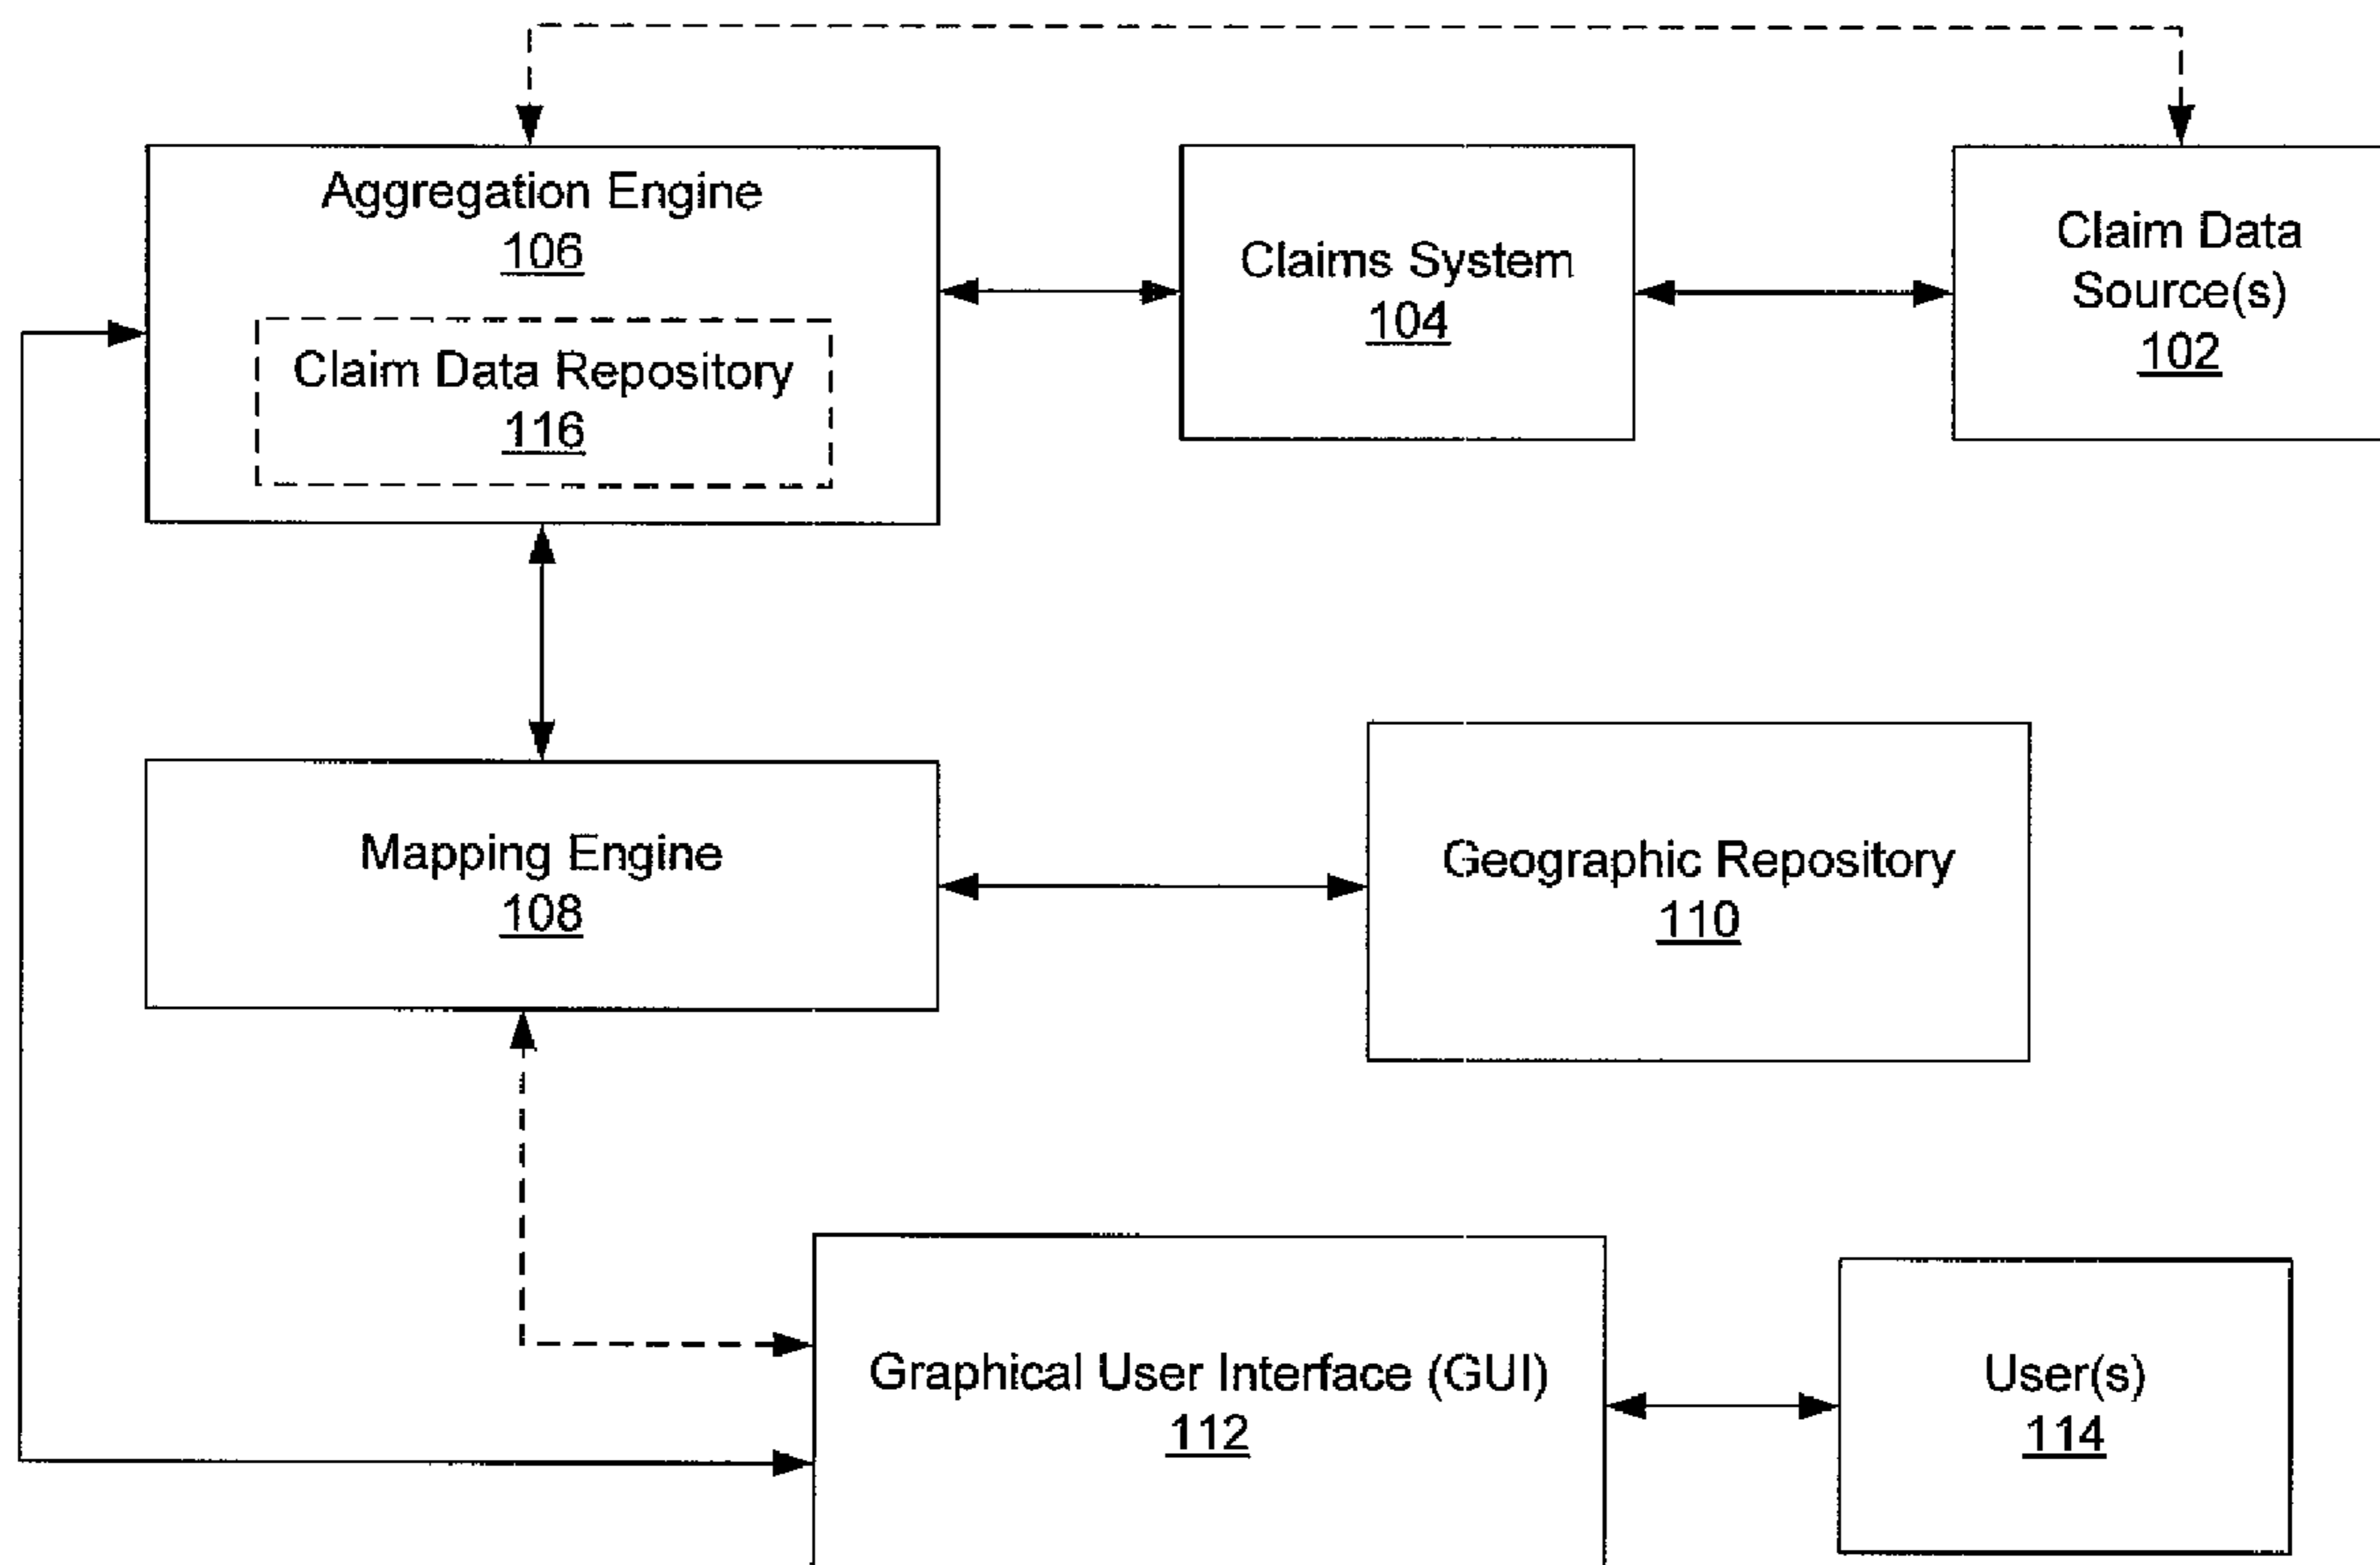 Aggregation Engine
106
Claim Data Repository
116
Claims System
104
Claim Data
Source(s)
102
Mapping Engine
108
Geographic Repository
110
Graphical User Interface (GUI)
112
User(s)
114